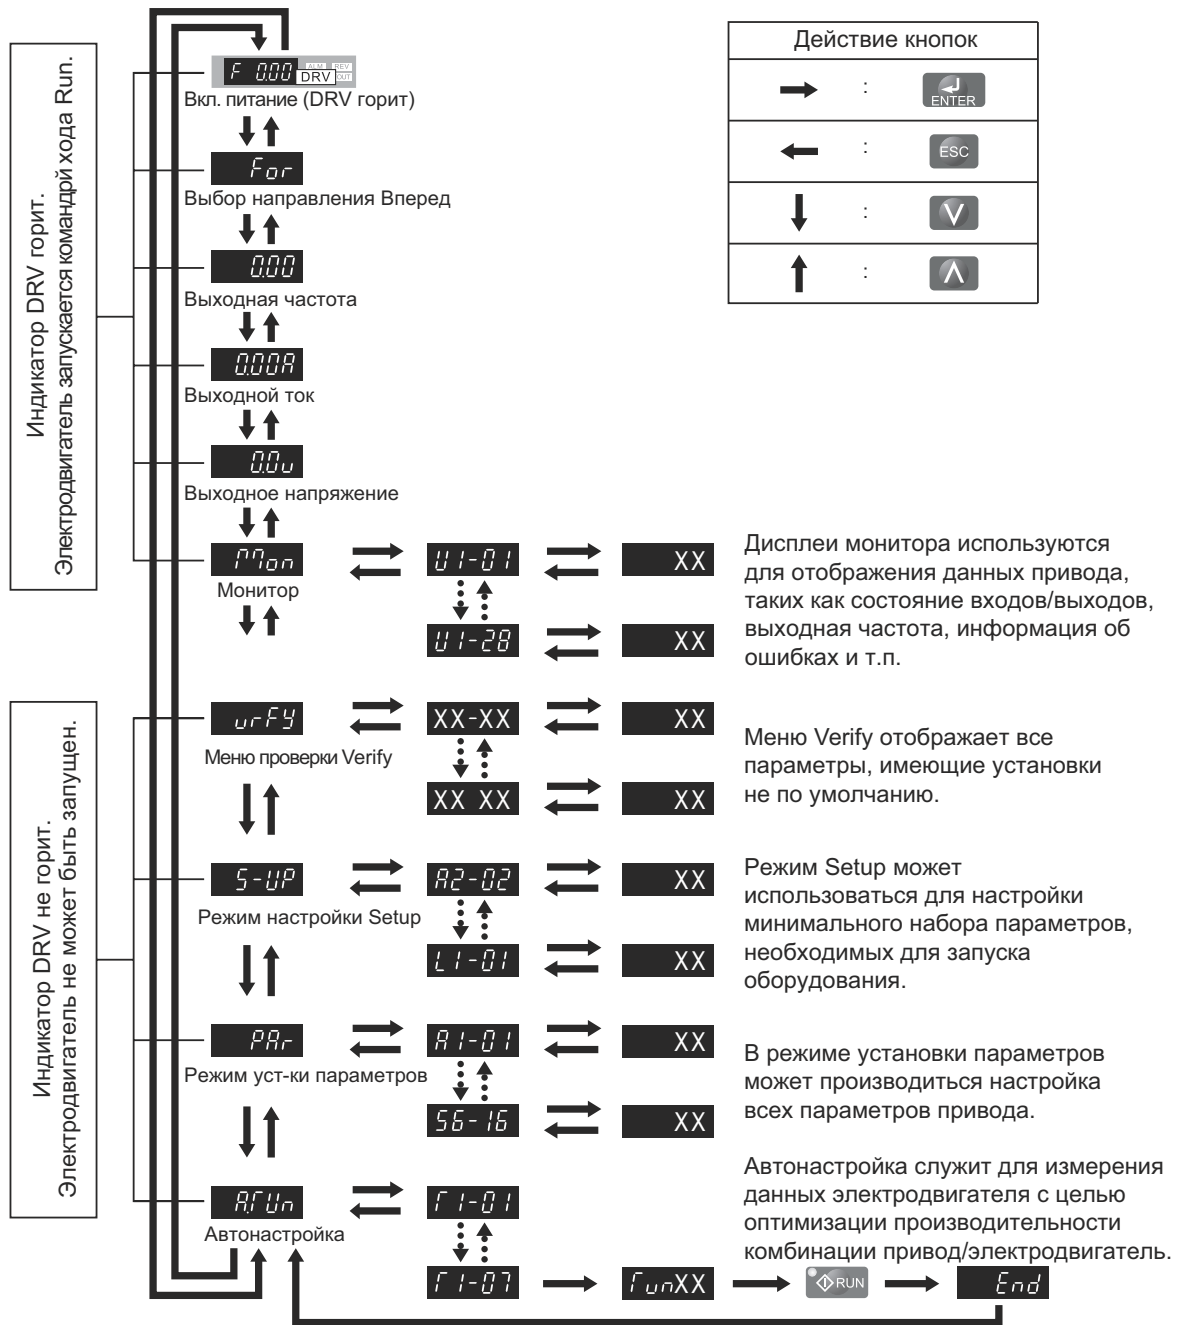 Индикатор DRV горит.
Электродвигатель запускается командрй хода Run.
F 0.00 ALM REV
DRV OUT
Вкл. питание (DRV горит)
For
Выбор направления Вперед
0.00
Выходная частота
0.00A
Выходной ток
0.0v
Выходное напряжение
Mon
Монитор
Действие кнопок
: ENTER
: ESC
: V
: Λ
U1-01 XX
U1-28 XX
Дисплеи монитора используются
для отображения данных привода,
таких как состояние входов/выходов,
выходная частота, информация об
ошибках и т.п.
Индикатор DRV не горит.
Электродвигатель не может быть запущен.
vrFY XX-XX XX
Меню проверки Verify
XX XX XX
Меню Verify отображает все
параметры, имеющие установки
не по умолчанию.
S-UP A2-02 XX
Режим настройки Setup
L1-01 XX
Режим Setup может
использоваться для настройки
минимального набора параметров,
необходимых для запуска
оборудования.
PAr A1-01 XX
Режим уст-ки параметров
S6-16 XX
В режиме установки параметров
может производиться настройка
всех параметров привода.
A.TUn T1-01
Автонастройка
Автонастройка служит для измерения
данных электродвигателя с целью
оптимизации производительности
комбинации привод/электродвигатель.
T1-07 TunXX RUN End